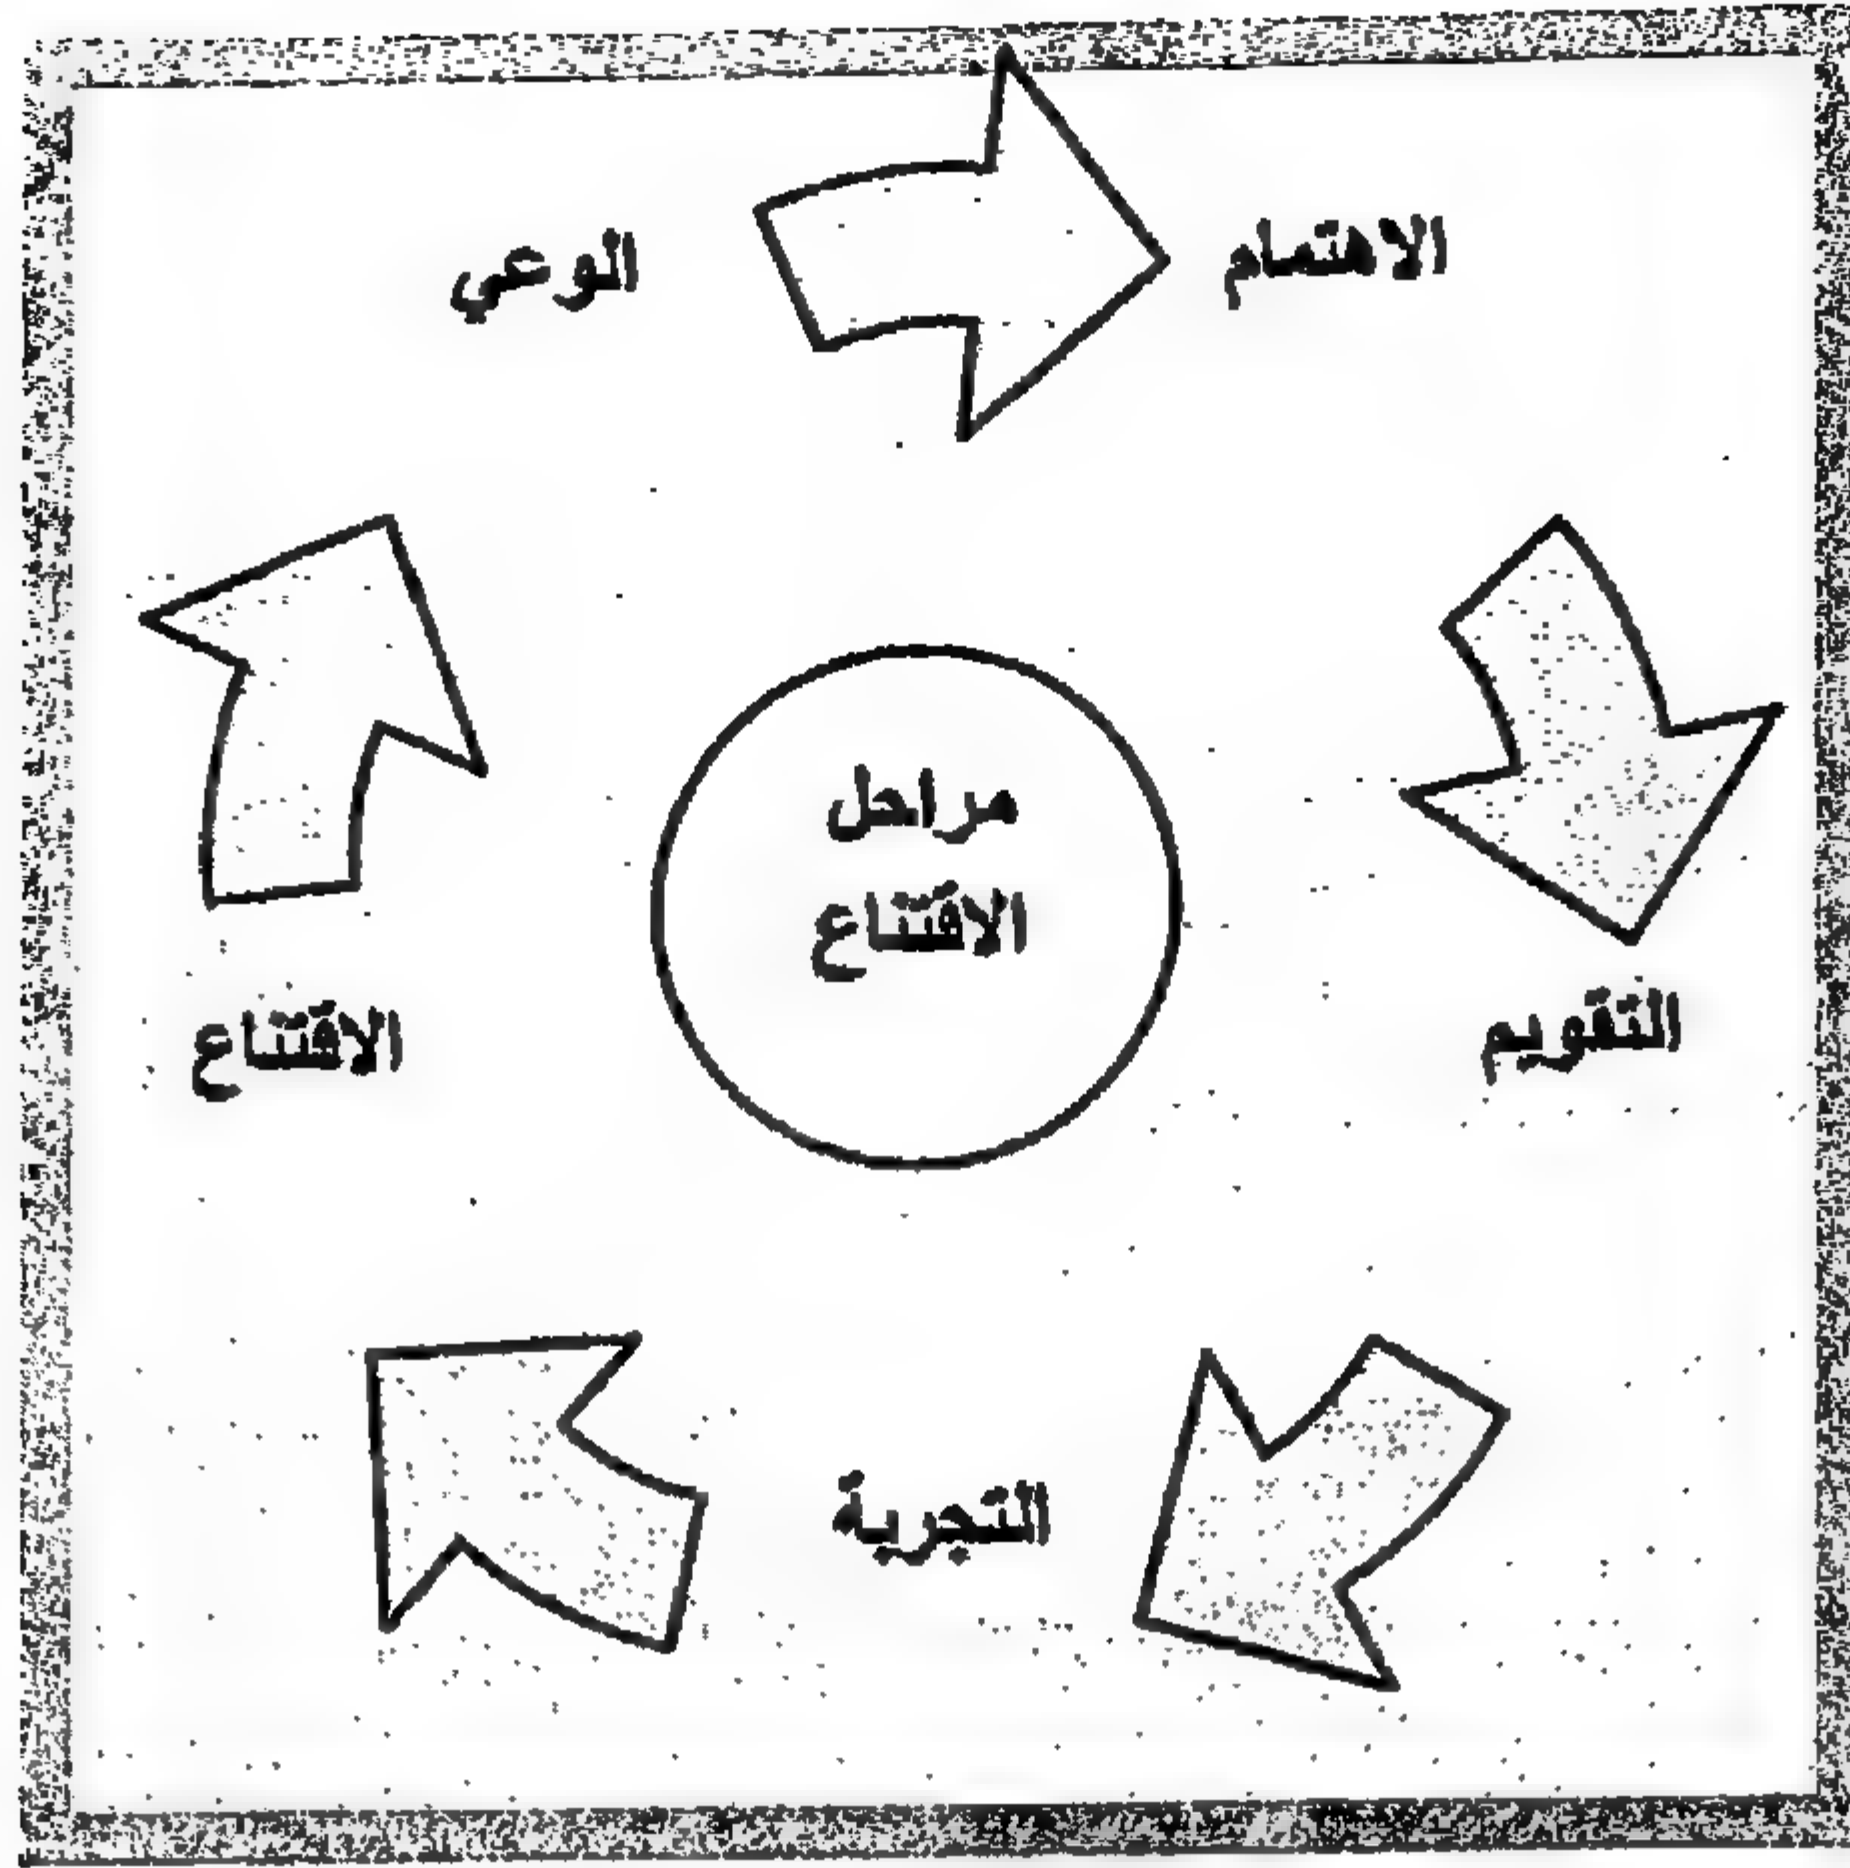 الاهتمام
الوعي
مراحل
الاقتناع
التقويم
الاقتناع
التجربة